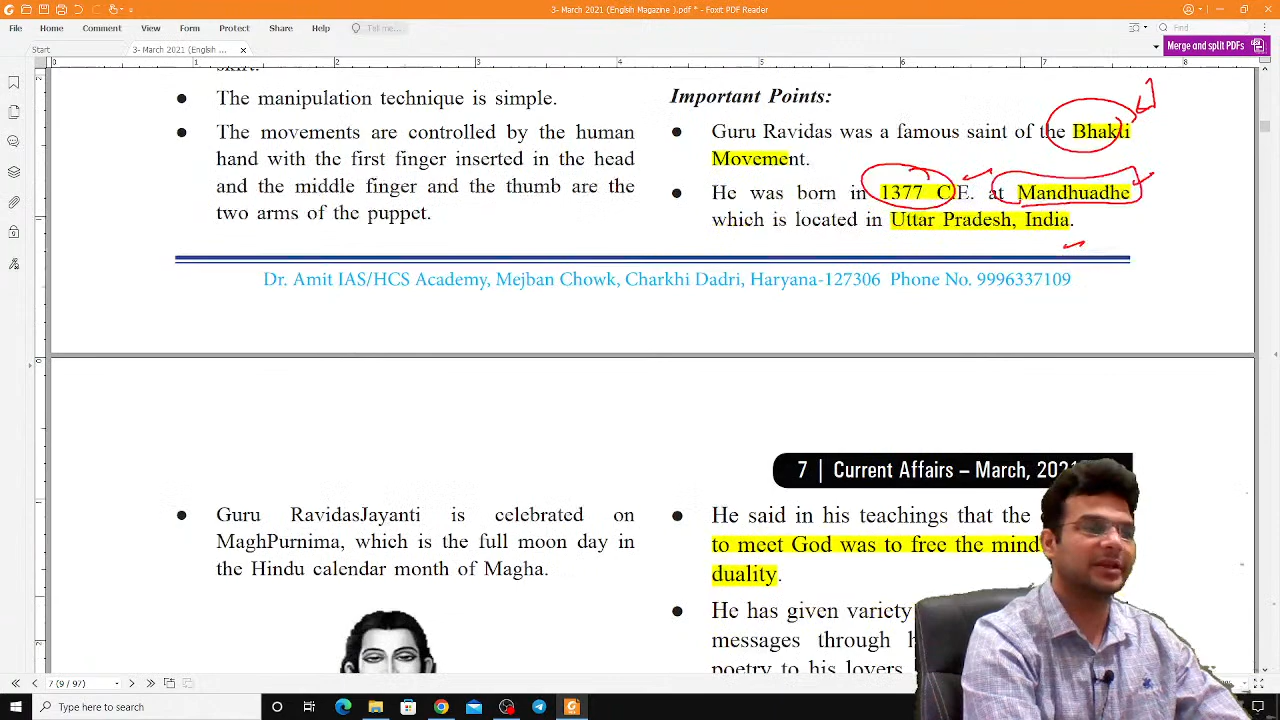 3- March 2021 (English Magazine ).pdf * - Foxit PDF Reader
File Home Comment View Form Protect Share Help Tell me... Find
Start 3- March 2021 (English ...
Merge and split PDFs
skirt.
● The manipulation technique is simple.
● The movements are controlled by the human
hand with the first finger inserted in the head
and the middle finger and the thumb are the
two arms of the puppet.
Important Points:
● Guru Ravidas was a famous saint of the Bhakti
Movement.
● He was born in 1377 C.E. at Mandhuadhe
which is located in Uttar Pradesh, India.
Dr. Amit IAS/HCS Academy, Mejban Chowk, Charkhi Dadri, Haryana-127306 Phone No. 9996337109
7 | Current Affairs – March, 202
● Guru RavidasJayanti is celebrated on
MaghPurnima, which is the full moon day in
the Hindu calendar month of Magha.
● He said in his teachings that the
to meet God was to free the mind
duality.
● He has given variety
messages through
poetry to his lovers
7 (9 / 97)
Type here to search